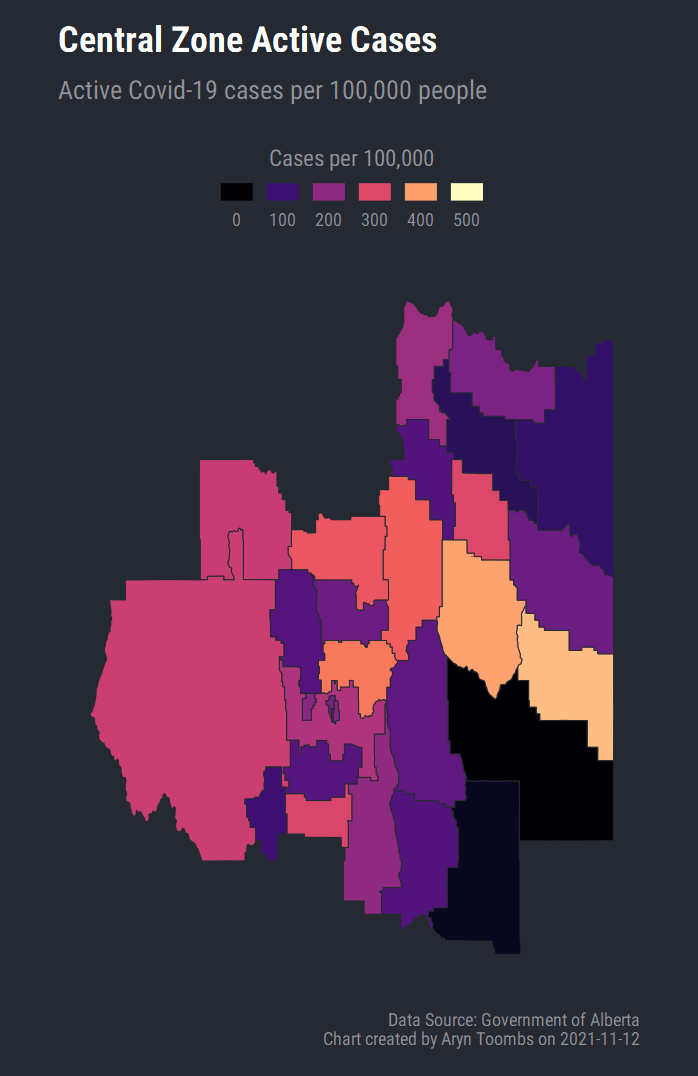 Central Zone Active Cases
Active Covid-19 cases per 100,000 people
Cases per 100,000
0 100 200 300 400 500
Data Source: Government of Alberta
Chart created by Aryn Toombs on 2021-11-12